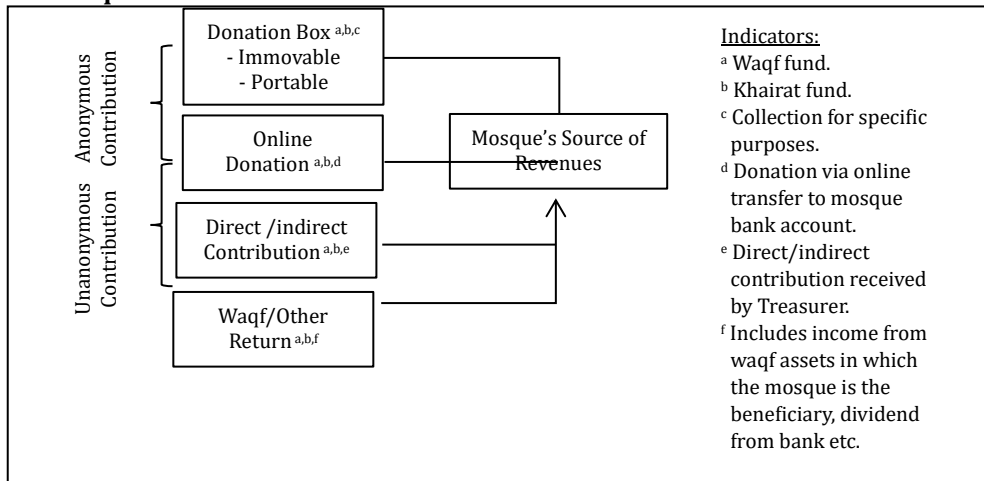 Anonymous
Contribution
Unanonymous
Contribution
Donation Box a,b,c
- Immovable
- Portable
Online
Donation a,b,d
Direct /indirect
Contribution a,b,e
Waqf/Other
Return a,b,f
Mosque's Source of
Revenues
Indicators:
a Waqf fund.
b Khairat fund.
c Collection for specific
purposes.
d Donation via online
transfer to mosque
bank account.
e Direct/indirect
contribution received
by Treasurer.
f Includes income from
waqf assets in which
the mosque is the
beneficiary, dividend
from bank etc.